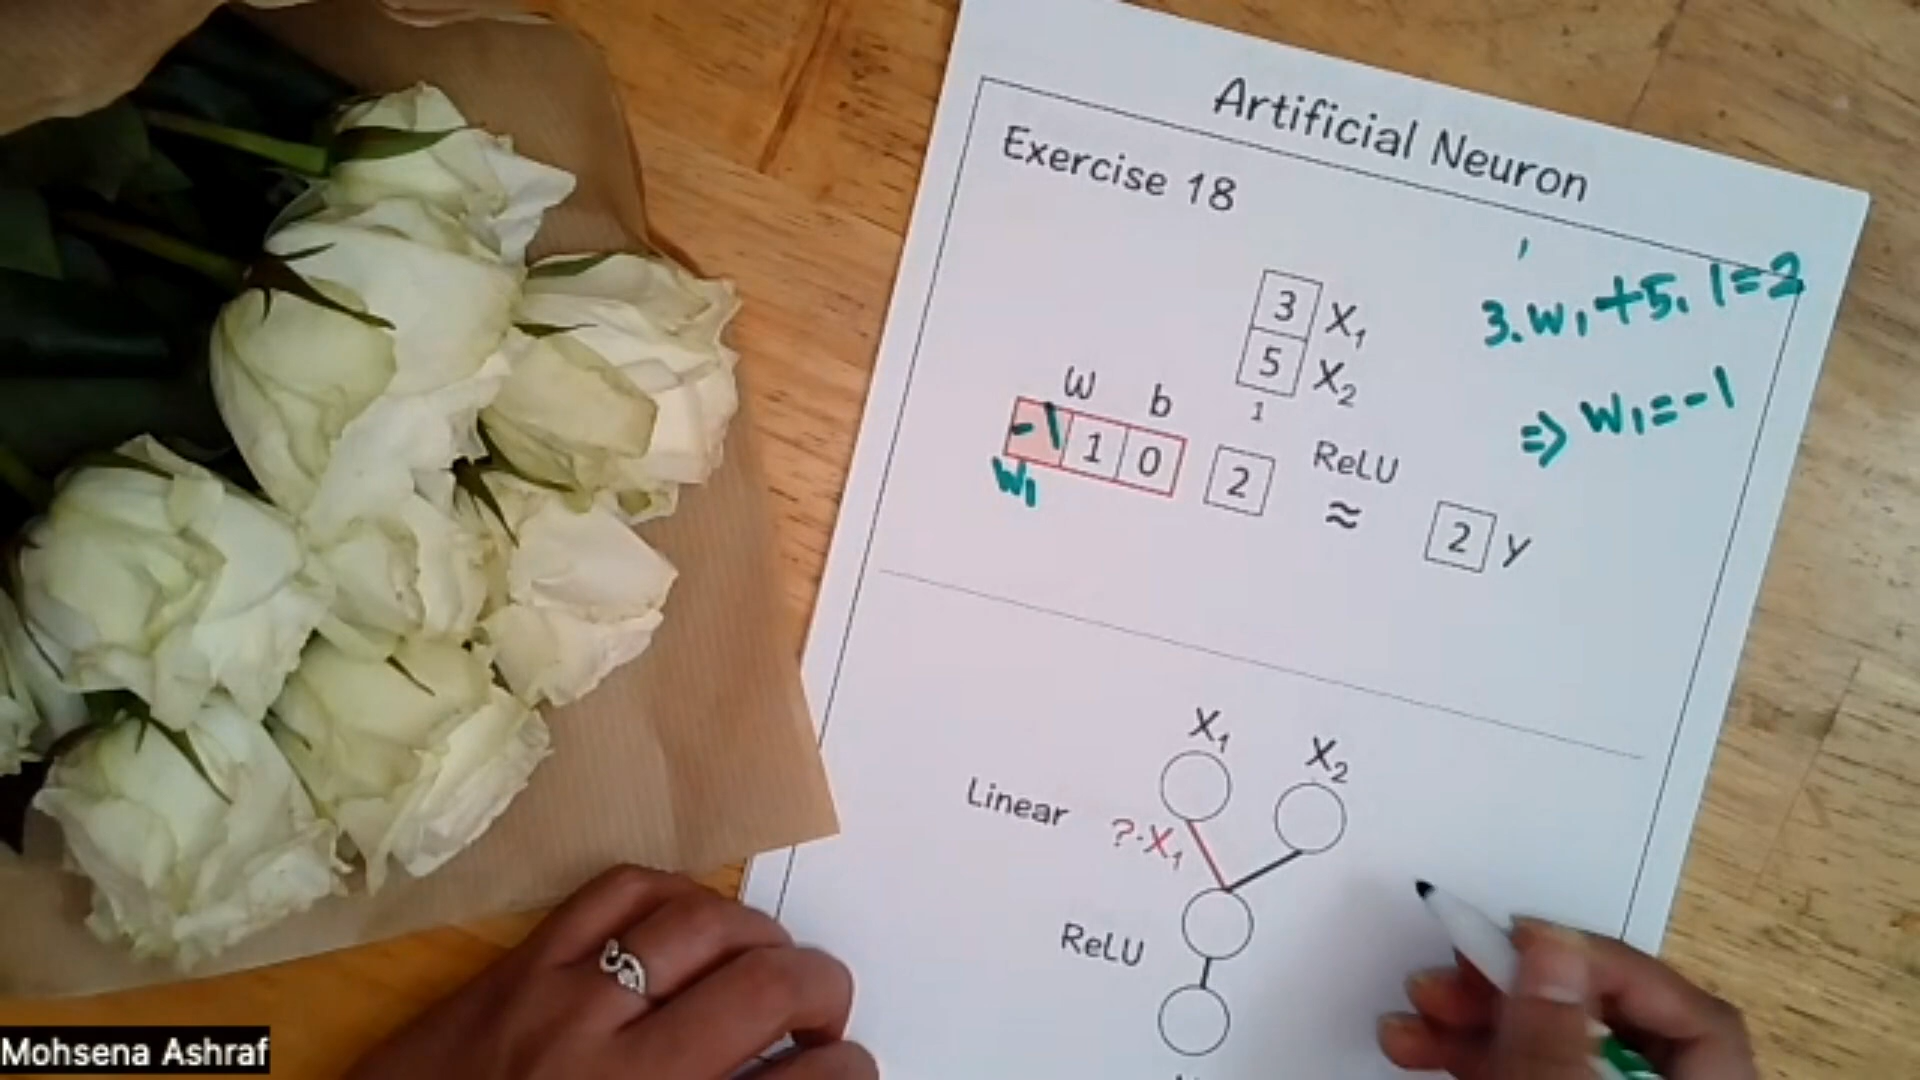 Artificial Neuron
Exercise 18
3 X1
5 X2
1
3.W1+5.1=2
=> W1=-1
W b
-1 1 0
W1
2
ReLU
≈
2 y
X1
X2
Linear
?·X1
ReLU
Mohsena Ashraf